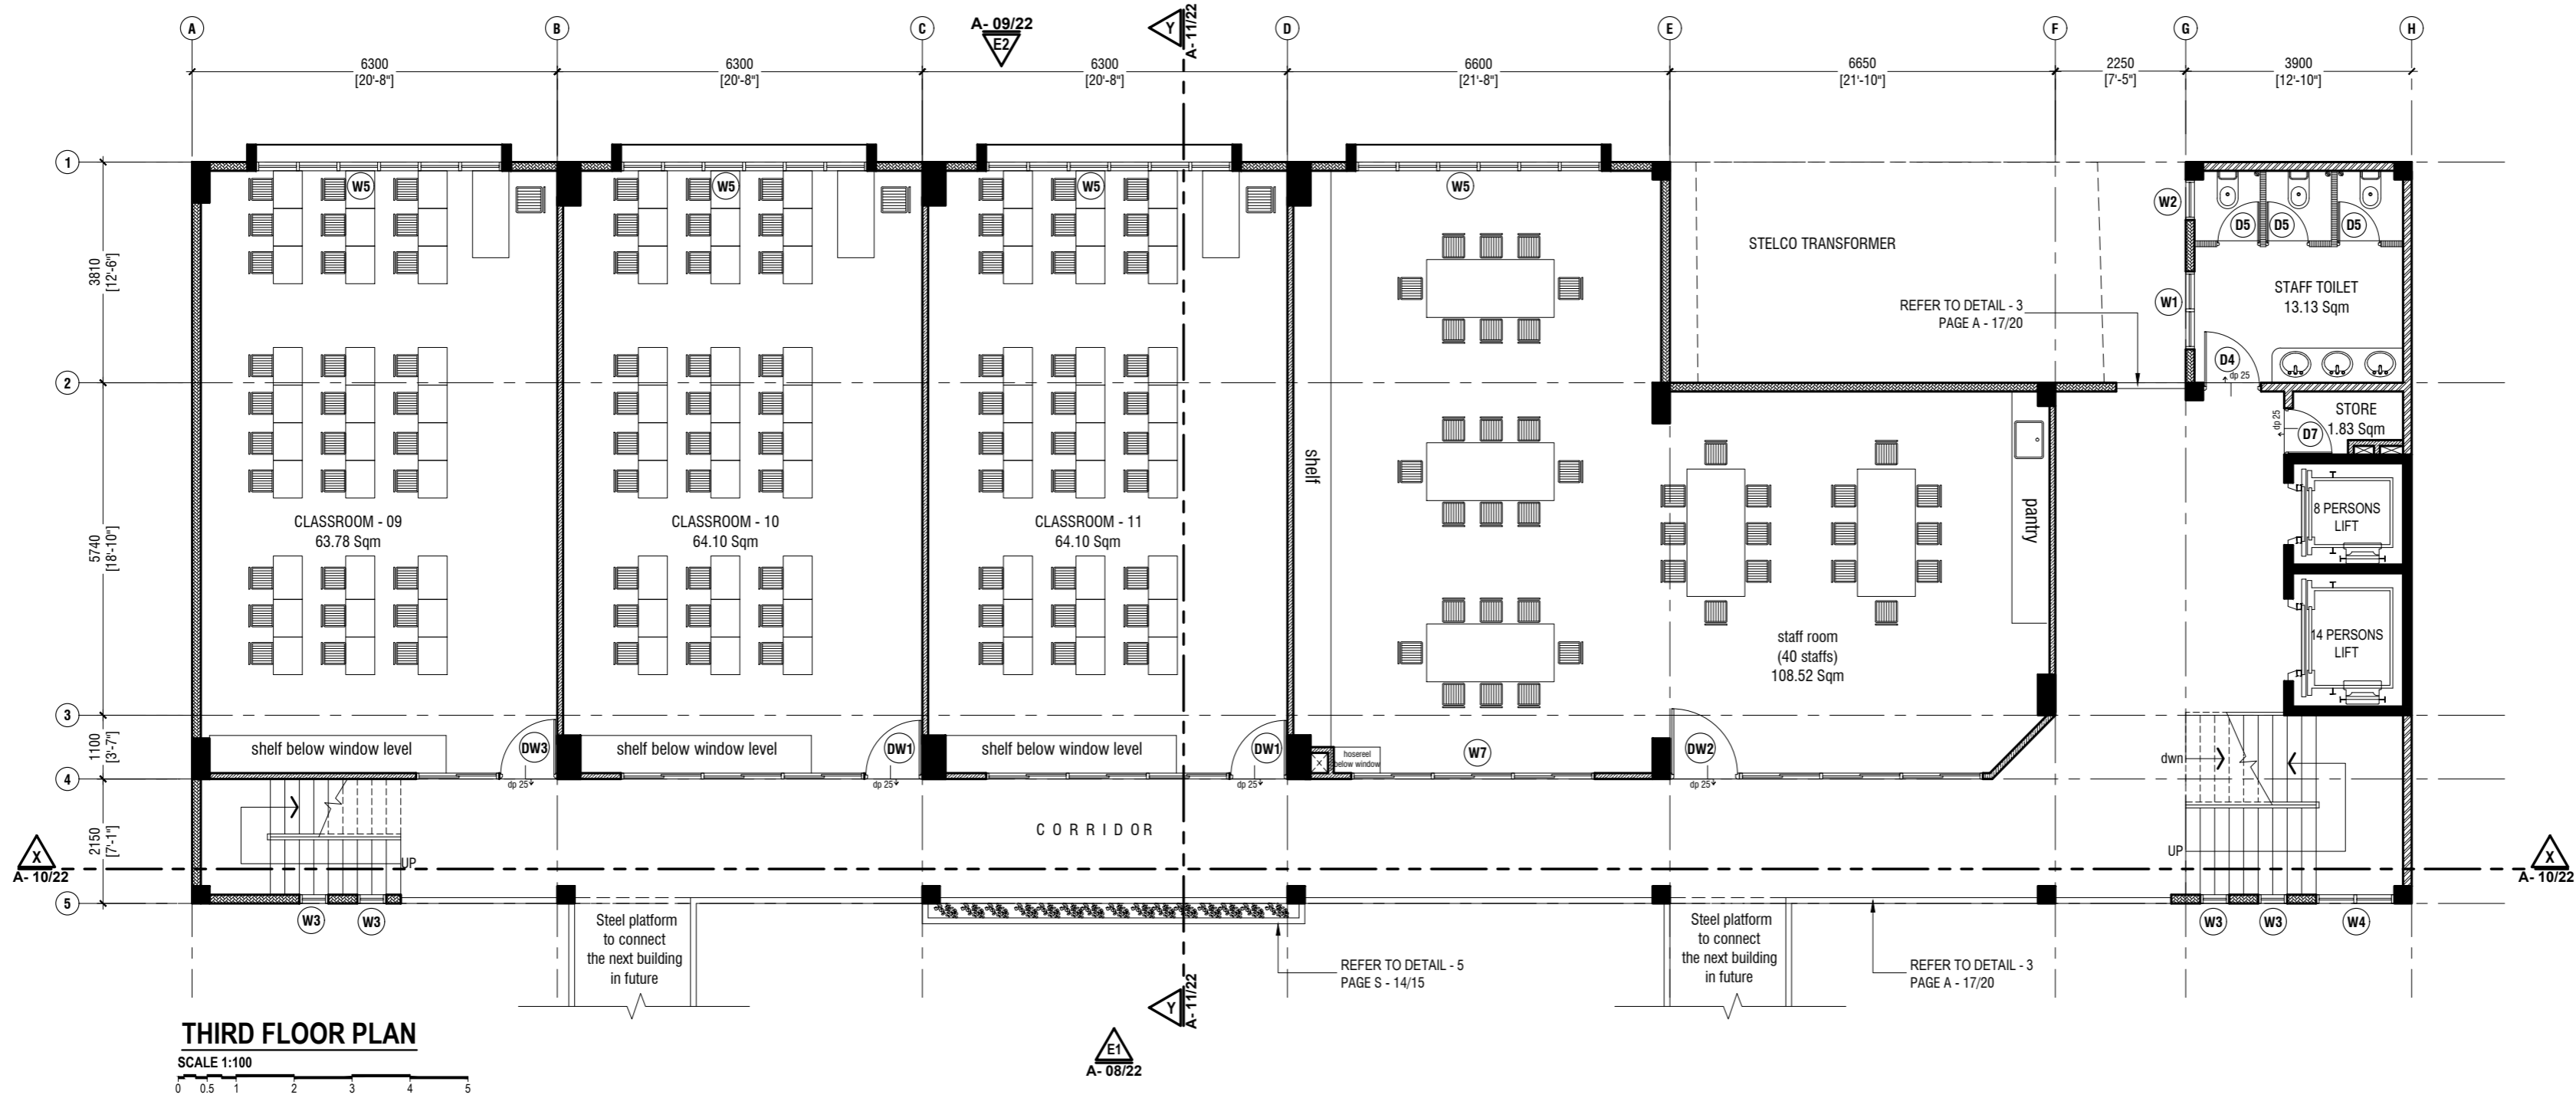 A
B
C
D
E
F
G
H
A- 09/22
E2
Y
A- 11/22
6300
[20'-8"]
6300
[20'-8"]
6300
[20'-8"]
6600
[21'-8"]
6650
[21'-10"]
2250
[7'-5"]
3900
[12'-10"]
1
2
3
4
5
3810
[12'-6"]
5740
[18'-10"]
1100
[3'-7"]
2150
[7'-1"]
W5
W5
W5
W5
W2
W1
D5
D5
D5
STELCO TRANSFORMER
REFER TO DETAIL - 3
PAGE A - 17/20
STAFF TOILET
13.13 Sqm
D4
dp 25
STORE
1.83 Sqm
D7
dp 25
shelf
pantry
8 PERSONS
LIFT
14 PERSONS
LIFT
CLASSROOM - 09
63.78 Sqm
CLASSROOM - 10
64.10 Sqm
CLASSROOM - 11
64.10 Sqm
staff room
(40 staffs)
108.52 Sqm
shelf below window level
DW3
shelf below window level
DW1
shelf below window level
DW1
hosereel
below window
W7
DW2
dp 25
dp 25
dp 25
dp 25
dwn
UP
UP
CORRIDOR
X
A- 10/22
X
A- 10/22
W3
W3
W3
W3
W4
Steel platform
to connect
the next building
in future
Steel platform
to connect
the next building
in future
REFER TO DETAIL - 5
PAGE S - 14/15
REFER TO DETAIL - 3
PAGE A - 17/20
Y
A- 11/22
E1
A- 08/22
THIRD FLOOR PLAN
SCALE 1:100
0 0.5 1 2 3 4 5